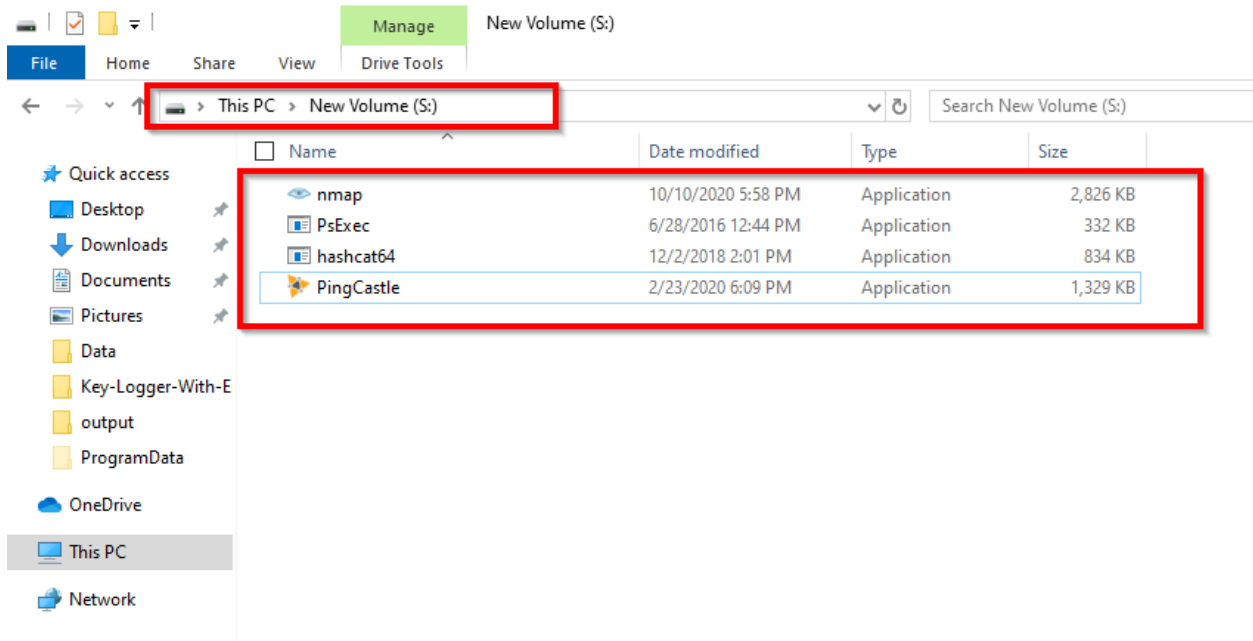 Manage New Volume (S:)
File Home Share View Drive Tools
This PC > New Volume (S:) Search New Volume (S:)
Name Date modified Type Size
Quick access
Desktop
Downloads
Documents
Pictures
Data
Key-Logger-With-E
output
ProgramData
OneDrive
This PC
Network
nmap 10/10/2020 5:58 PM Application 2,826 KB
PsExec 6/28/2016 12:44 PM Application 332 KB
hashcat64 12/2/2018 2:01 PM Application 834 KB
PingCastle 2/23/2020 6:09 PM Application 1,329 KB